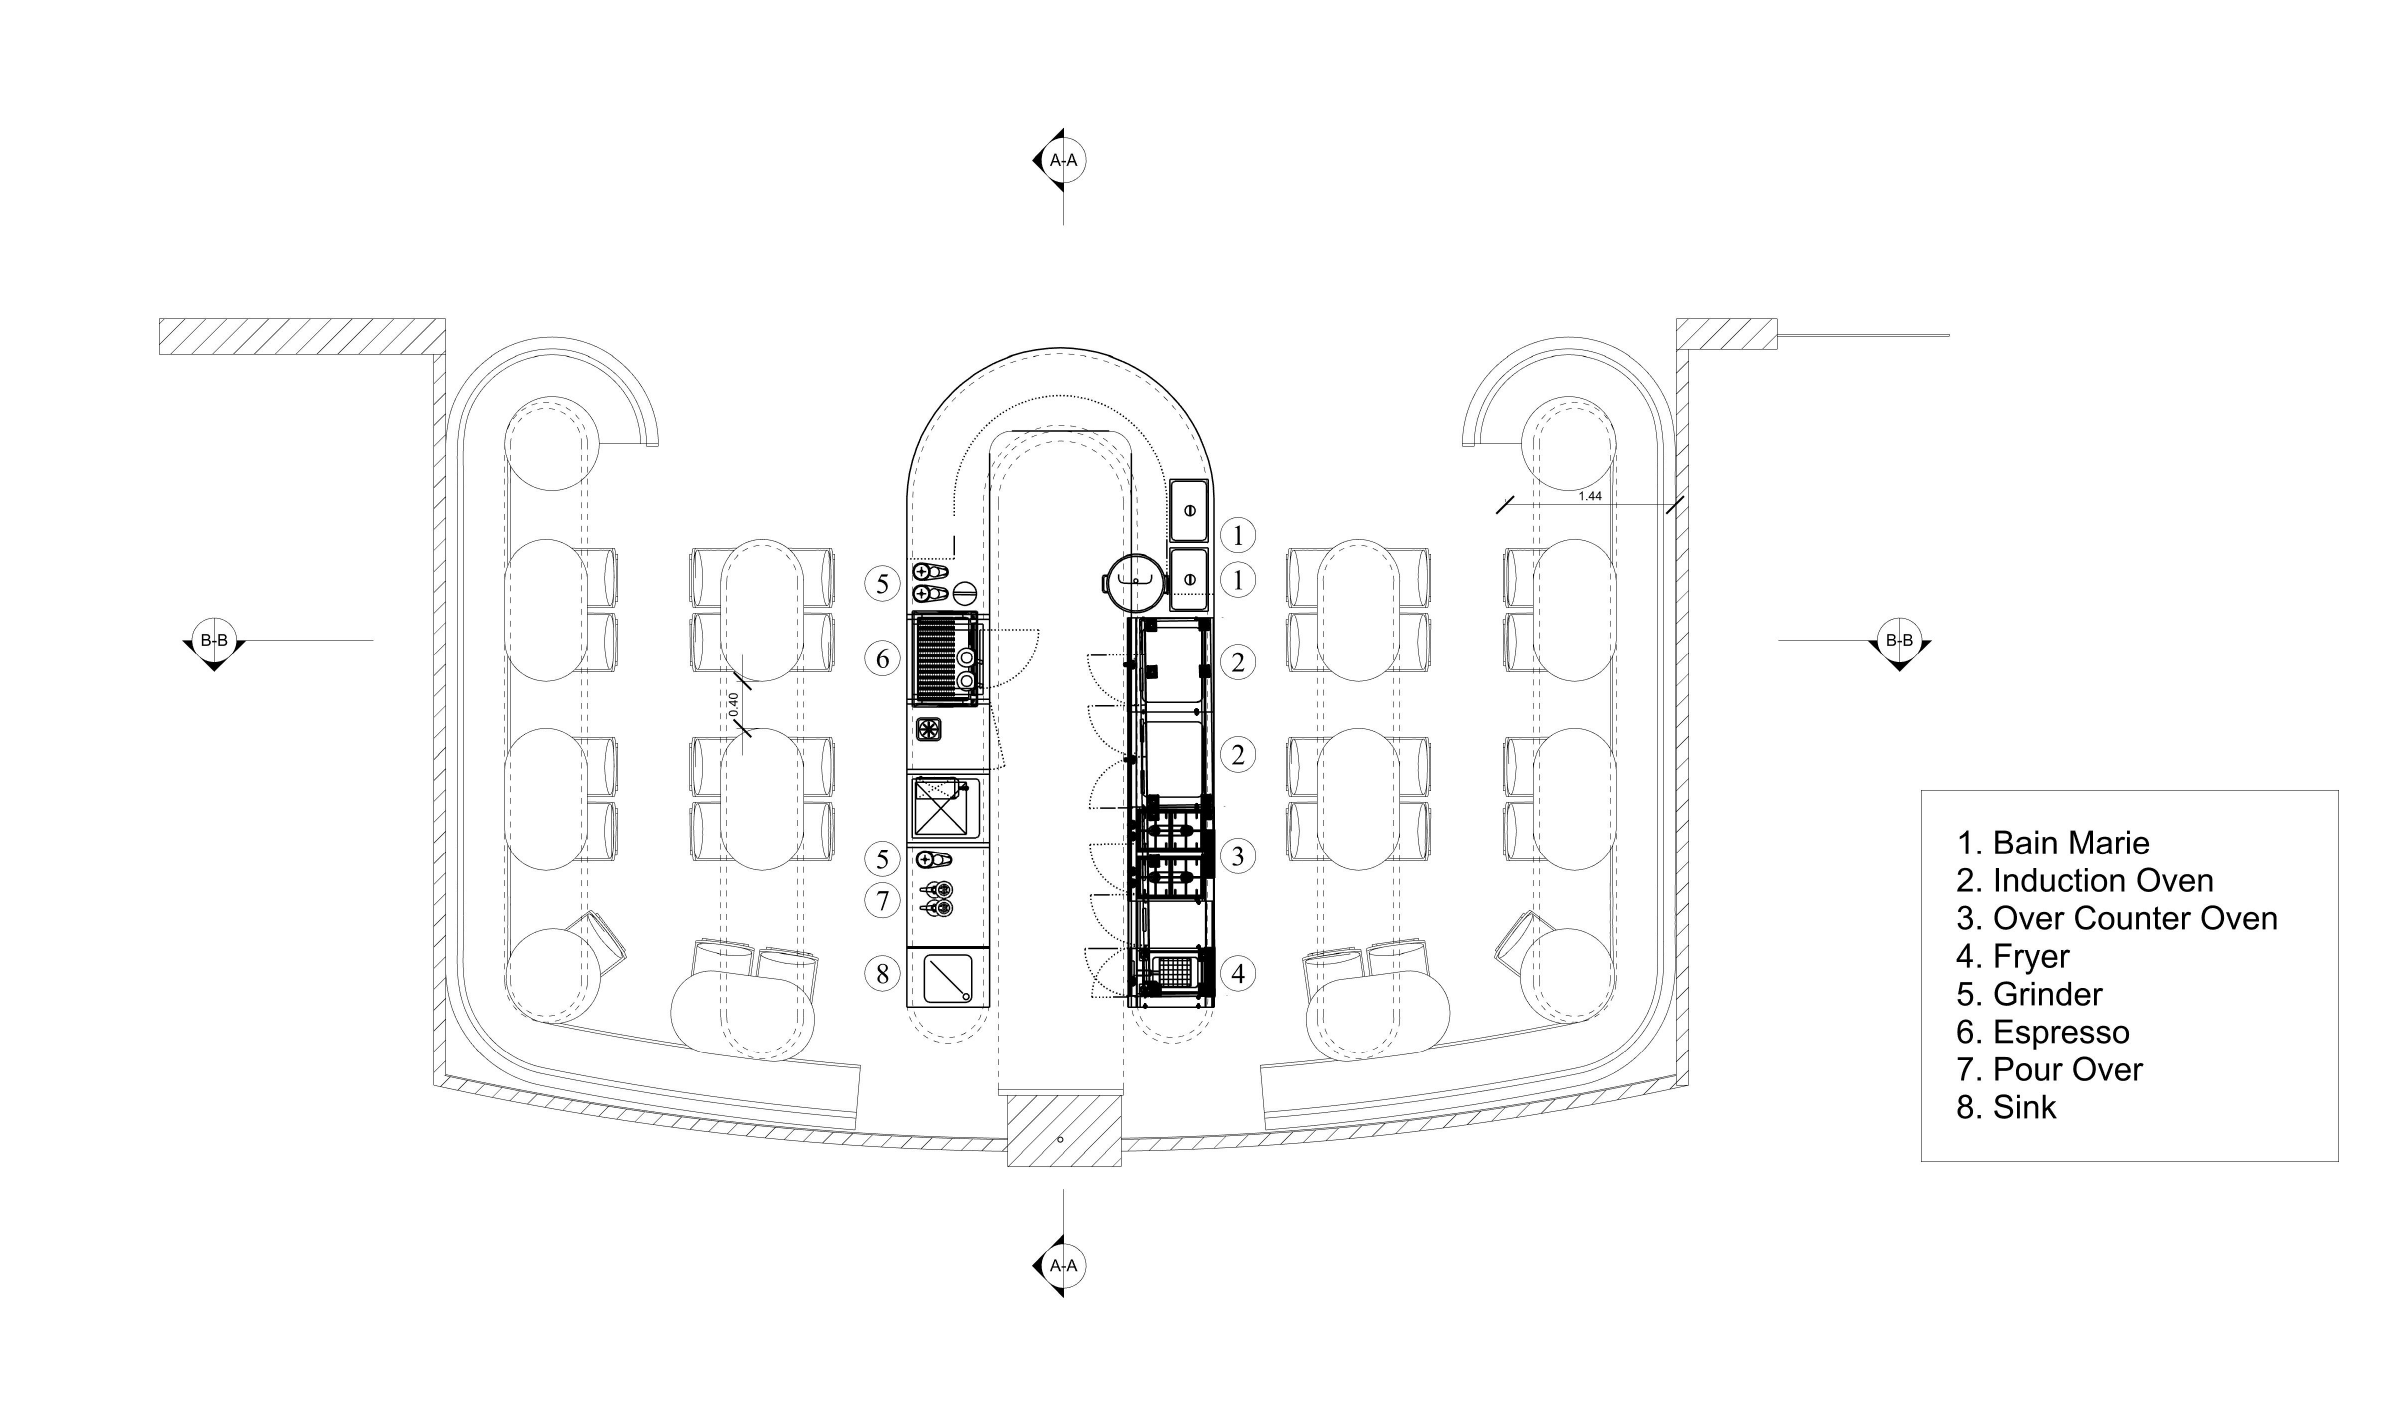 A-A
1.44
1
5
1
B-B
6
2
B-B
0.40
2
5
3
7
8
4
1. Bain Marie
2. Induction Oven
3. Over Counter Oven
4. Fryer
5. Grinder
6. Espresso
7. Pour Over
8. Sink
A-A